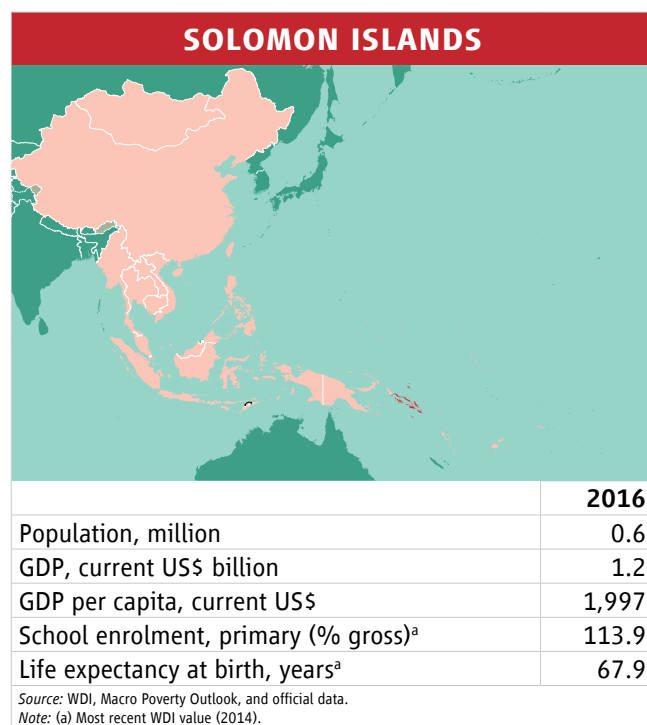 SOLOMON ISLANDS
2016
Population, million 0.6
GDP, current US$ billion 1.2
GDP per capita, current US$ 1,997
School enrolment, primary (% gross)ᵃ 113.9
Life expectancy at birth, yearsᵃ 67.9
Source: WDI, Macro Poverty Outlook, and official data.
Note: (a) Most recent WDI value (2014).